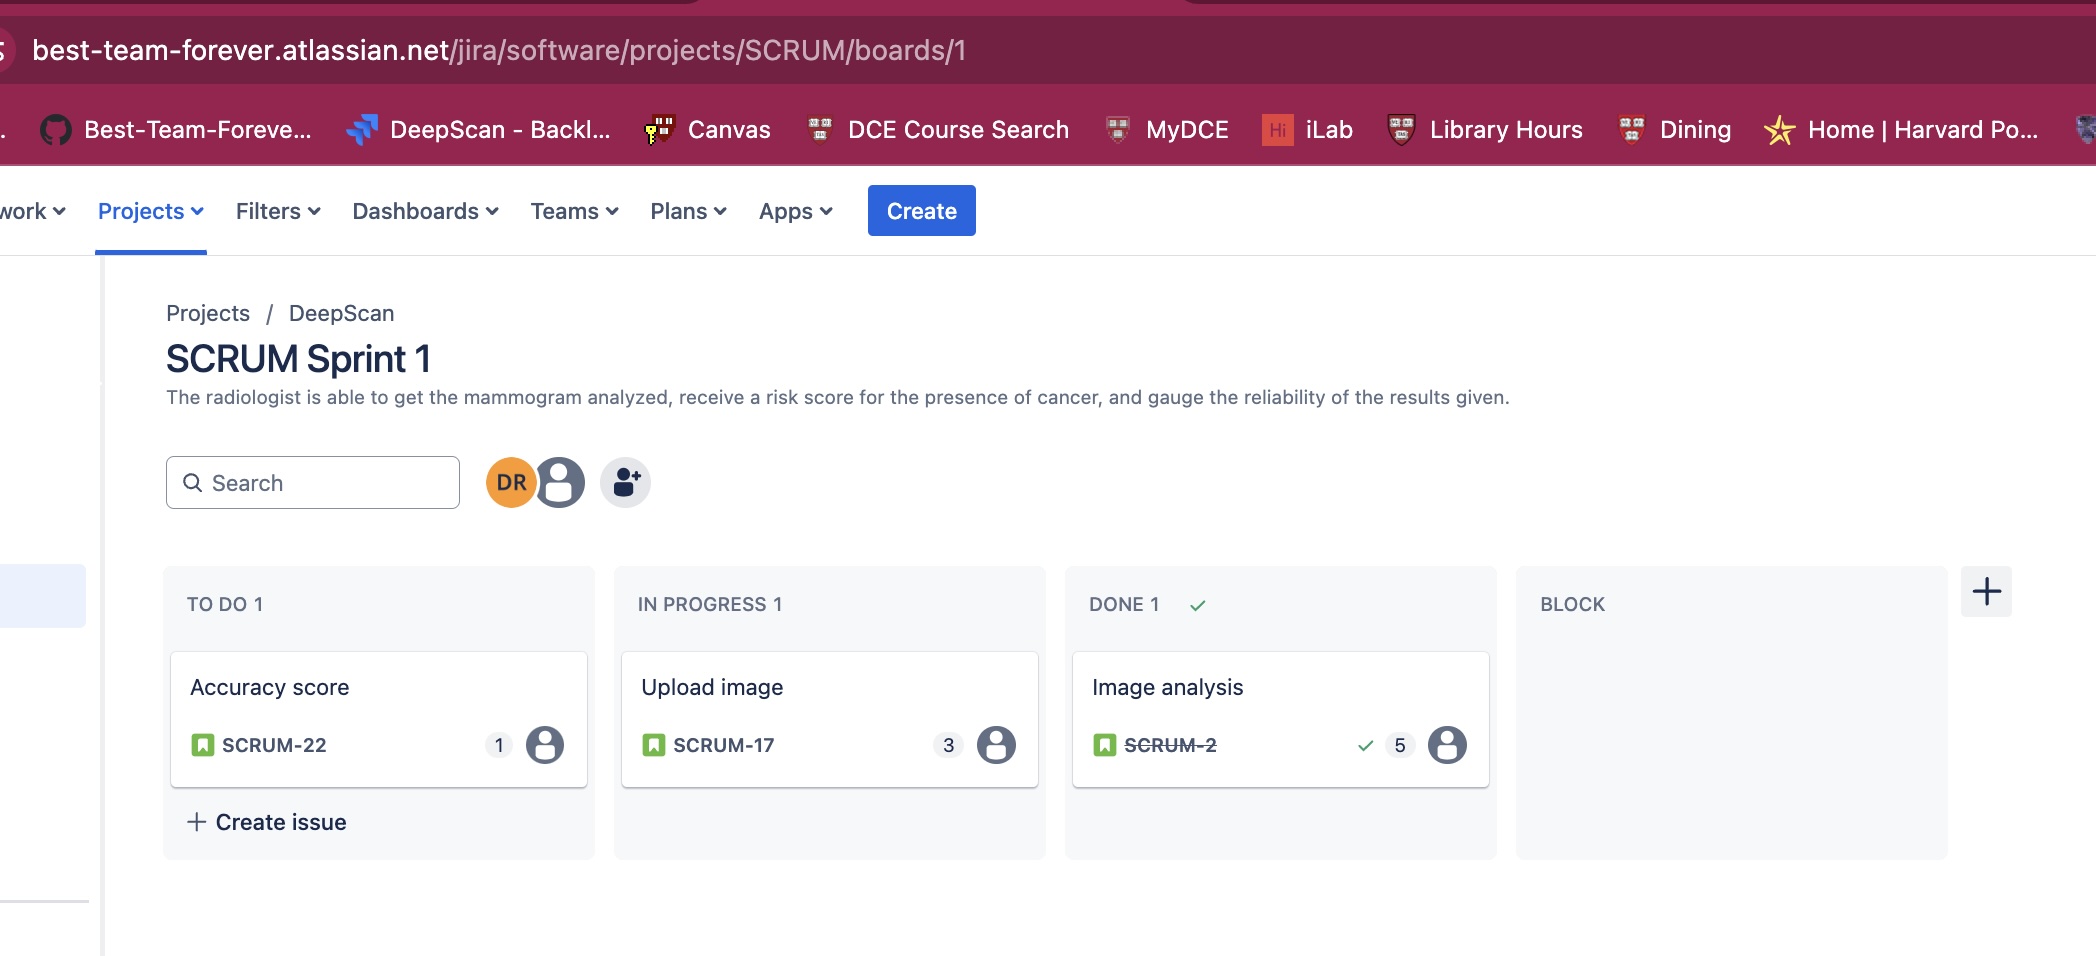 best-team-forever.atlassian.net/jira/software/projects/SCRUM/boards/1
Best-Team-Foreve... DeepScan - Backl... Canvas DCE Course Search MyDCE Hi iLab Library Hours Dining Home | Harvard Po...
work Projects Filters Dashboards Teams Plans Apps Create
Projects / DeepScan
SCRUM Sprint 1
The radiologist is able to get the mammogram analyzed, receive a risk score for the presence of cancer, and gauge the reliability of the results given.
Search DR
TO DO 1
Accuracy score
SCRUM-22 1
+ Create issue
IN PROGRESS 1
Upload image
SCRUM-17 3
DONE 1
Image analysis
SCRUM-2 5
BLOCK